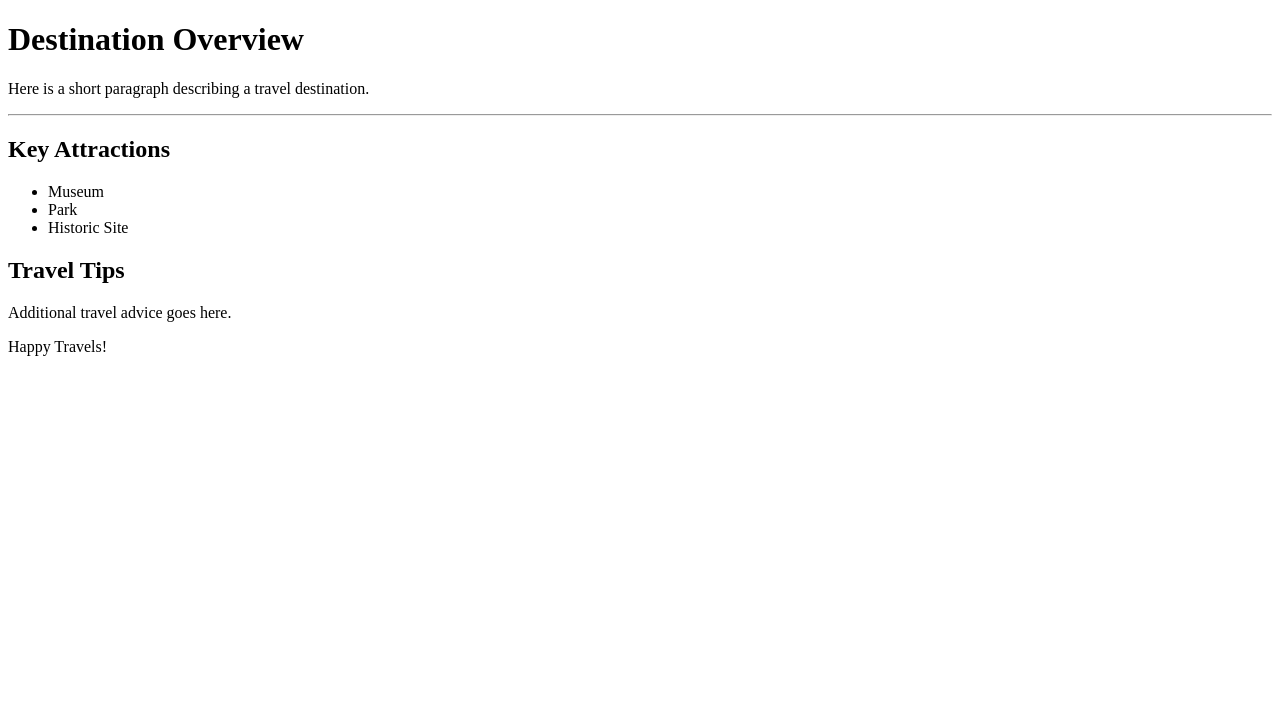 Destination Overview
Here is a short paragraph describing a travel destination.
Key Attractions
Museum
Park
Historic Site
Travel Tips
Additional travel advice goes here.
Happy Travels!